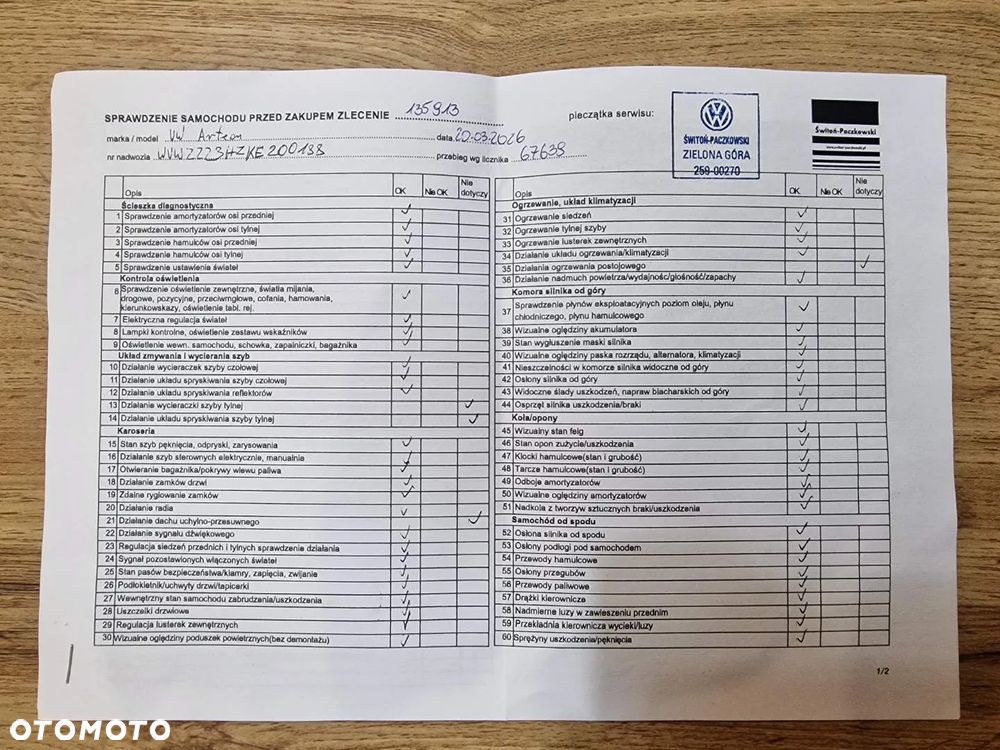 SPRAWDZENIE SAMOCHODU PRZED ZAKUPEM ZLECENIE 135913
marka / model VW Arteon data 20.03.2026
nr nadwozia WVWZZZ3HZKE200188 przebieg wg licznika 67638
pieczątka serwisu:
ŚWITOŃ-PACZKOWSKI
ZIELONA GÓRA
259-00270
Świtoń-Paczkowski
Opis OK Nie OK Nie dotyczy
Ścieszka diagnostyczna
1 Sprawdzenie amortyzatorów osi przedniej
2 Sprawdzenie amortyzatorów osi tylnej
3 Sprawdzenie hamulców osi przedniej
4 Sprawdzenie hamulców osi tylnej
5 Sprawdzenie ustawienia świateł
Kontrola oświetlenia
6 Sprawdzenie oświetlenie zewnętrzne, światła mijania,
drogowe, pozycyjne, przeciwmgłowe, cofania, hamowania,
kierunkowskazy, oświetlenie tabl. rej.
7 Elektryczna regulacja świateł
8 Lampki kontrolne, oświetlenie zestawu wskaźników
9 Oświetlenie wewn. samochodu, schowka, zapalniczki, bagażnika
Układ zmywania i wycierania szyb
10 Działanie wycieraczek szyby czołowej
11 Działanie układu spryskiwania szyby czołowej
12 Działanie układu spryskiwania reflektorów
13 Działanie wycieraczki szyby tylnej
14 Działanie układu spryskiwania szyby tylnej
Karoseria
15 Stan szyb pęknięcia, odpryski, zarysowania
16 Działanie szyb sterownych elektrycznie, manualnie
17 Otwieranie bagażnika/pokrywy wlewu paliwa
18 Działanie zamków drzwi
19 Zdalne ryglowanie zamków
20 Działanie radia
21 Działanie dachu uchylno-przesuwnego
22 Działanie sygnału dźwiękowego
23 Regulacja siedzeń przednich i tylnych sprawdzenie działania
24 Sygnał pozostawionych włączonych świateł
25 Stan pasów bezpieczeństwa/klamry, zapięcia, zwijanie
26 Podłokietnik/uchwyty drzwi/tapicerki
27 Wewnętrzny stan samochodu zabrudzenia/uszkodzenia
28 Uszczelki drzwiowe
29 Regulacja lusterek zewnętrznych
30 Wizualne oględziny poduszek powietrznych(bez demontażu)
Opis OK Nie OK Nie dotyczy
Ogrzewanie, układ klimatyzacji
31 Ogrzewanie siedzeń
32 Ogrzewanie tylnej szyby
33 Ogrzewanie lusterek zewnętrznych
34 Działanie układu ogrzewania/klimatyzacji
35 Działania ogrzewania postojowego
36 Działanie nadmuch powietrza/wydajność/głośność/zapachy
Komora silnika od góry
37 Sprawdzenie płynów eksploatacyjnych poziom oleju, płynu
chłodniczego, płynu hamulcowego
38 Wizualne oględziny akumulatora
39 Stan wygłuszenie maski silnika
40 Wizualne oględziny paska rozrządu, alternatora, klimatyzacji
41 Nieszcelności w komorze silnika widoczne od góry
42 Osłony silnika od góry
43 Widoczne ślady uszkodzeń, napraw blacharskich od góry
44 Osprzęt silnika uszkodzenia/braki
Koła/opony
45 Wizualny stan felg
46 Stan opon zużycie/uszkodzenia
47 Klocki hamulcowe(stan i grubość)
48 Tarcze hamulcowe(stan i grubość)
49 Odboje amortyzatorów
50 Wizualne oględziny amortyzatorów
51 Nadkola z tworzyw sztucznych braki/uszkodzenia
Samochód od spodu
52 Osłona silnika od spodu
53 Osłony podłogi pod samochodem
54 Przewody hamulcowe
55 Osłony przegubów
56 Przewody paliwowe
57 Drążki kierownicze
58 Nadmierne luzy w zawieszeniu przednim
59 Przekładnia kierownicza wycieki/luzy
60 Sprężyny uszkodzenia/pęknięcia
1/2
OTOMOTO